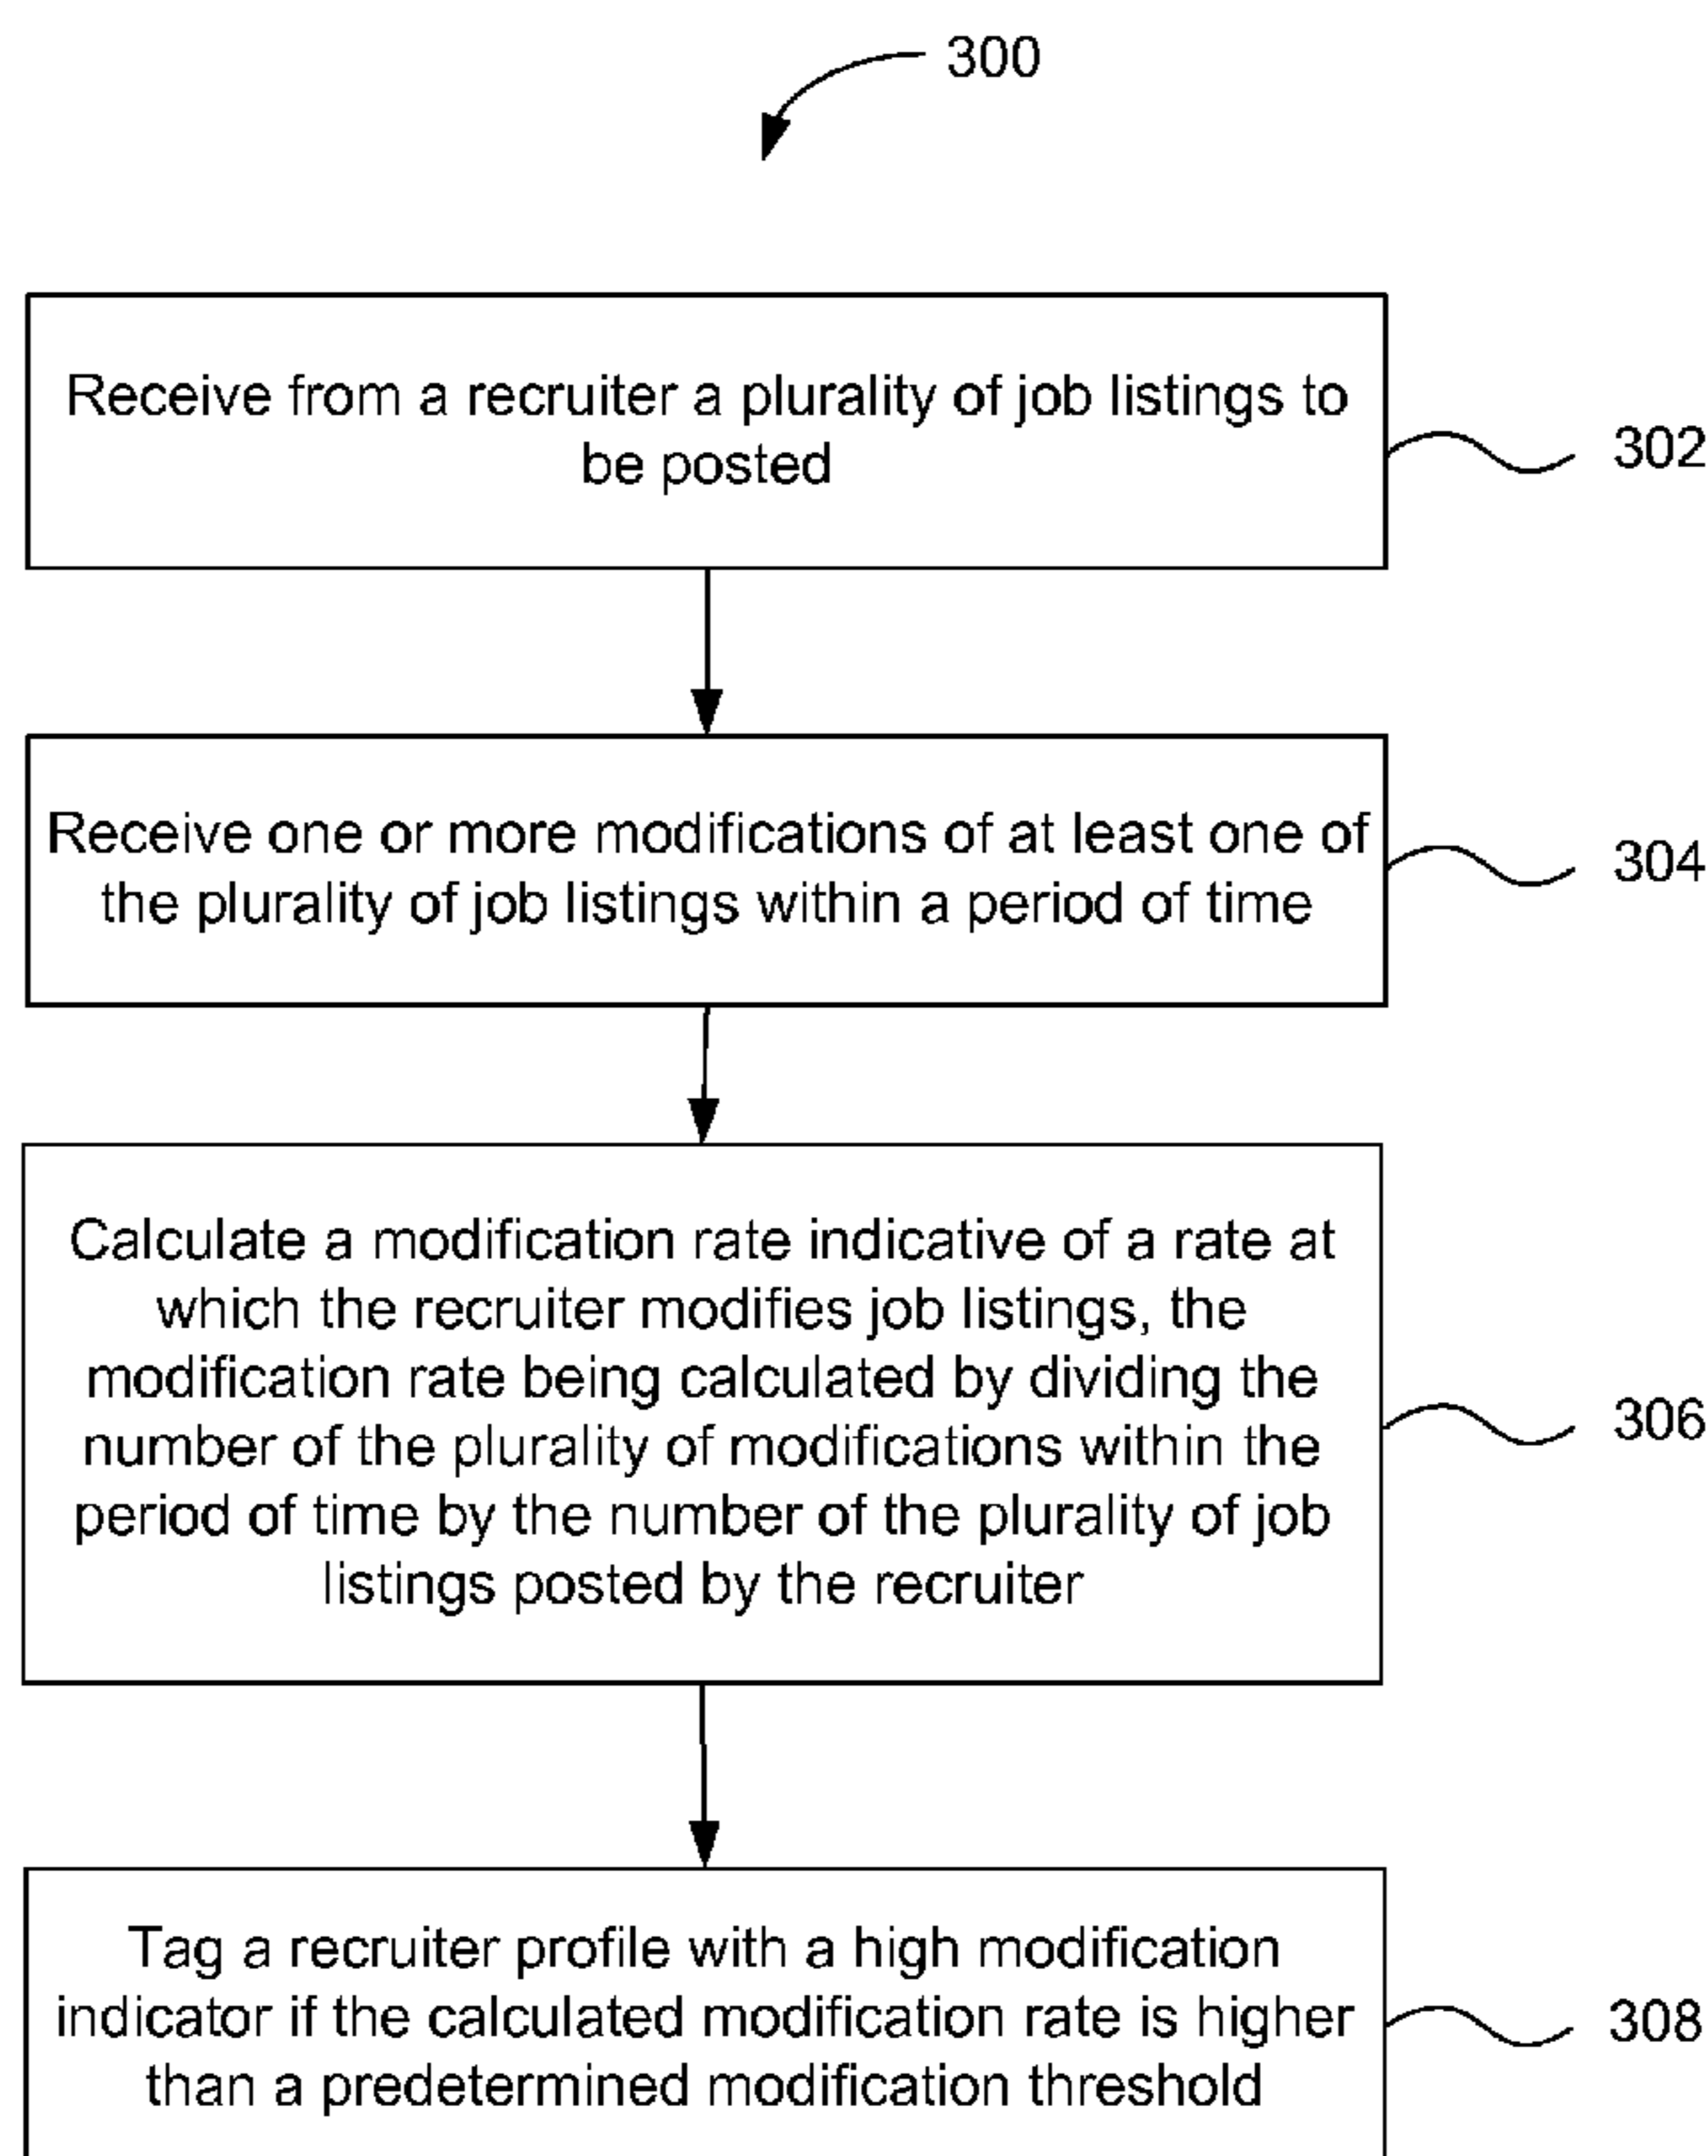 300
Receive from a recruiter a plurality of job listings to
be posted
302
Receive one or more modifications of at least one of
the plurality of job listings within a period of time
304
Calculate a modification rate indicative of a rate at
which the recruiter modifies job listings, the
modification rate being calculated by dividing the
number of the plurality of modifications within the
period of time by the number of the plurality of job
listings posted by the recruiter
306
Tag a recruiter profile with a high modification
indicator if the calculated modification rate is higher
than a predetermined modification threshold
308